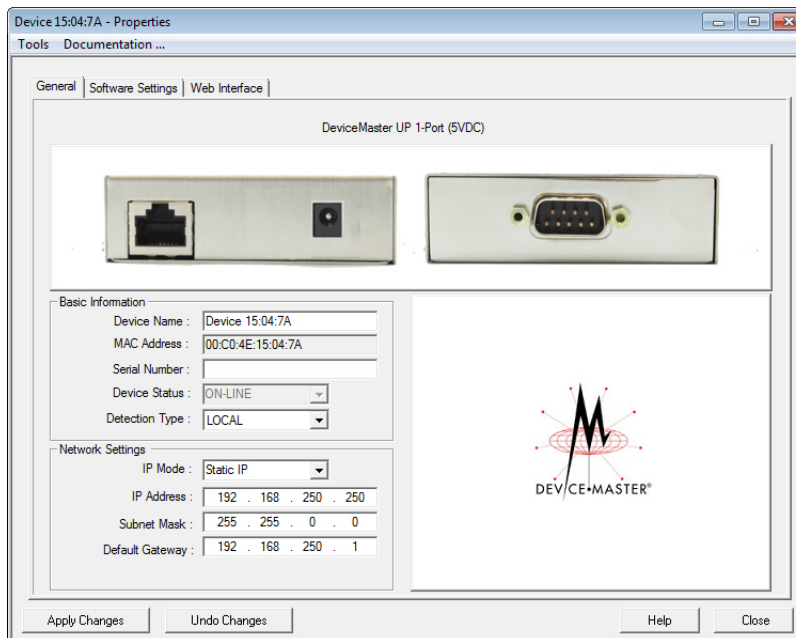 Device 15:04:7A - Properties
Tools Documentation ...
General Software Settings Web Interface
DeviceMaster UP 1-Port (5VDC)
Basic Information
Device Name : Device 15:04:7A
MAC Address : 00:C0:4E:15:04:7A
Serial Number :
Device Status : ON-LINE
Detection Type : LOCAL
Network Settings
IP Mode : Static IP
IP Address : 192 . 168 . 250 . 250
Subnet Mask : 255 . 255 . 0 . 0
Default Gateway : 192 . 168 . 250 . 1
DEVICE•MASTER®
Apply Changes Undo Changes Help Close